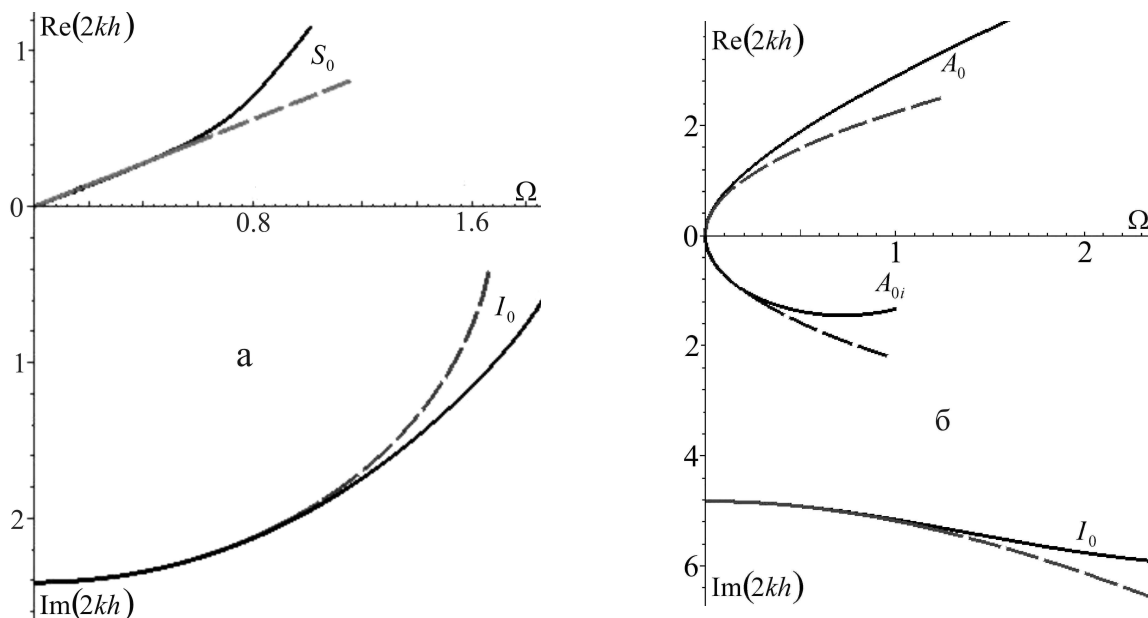 Re(2kh)
1
S₀
Ω
0
0.8
1.6
1
I₀
а
2
Im(2kh)
Re(2kh)
A₀
2
Ω
0
1
2
A₀ᵢ
2
б
4
I₀
6
Im(2kh)